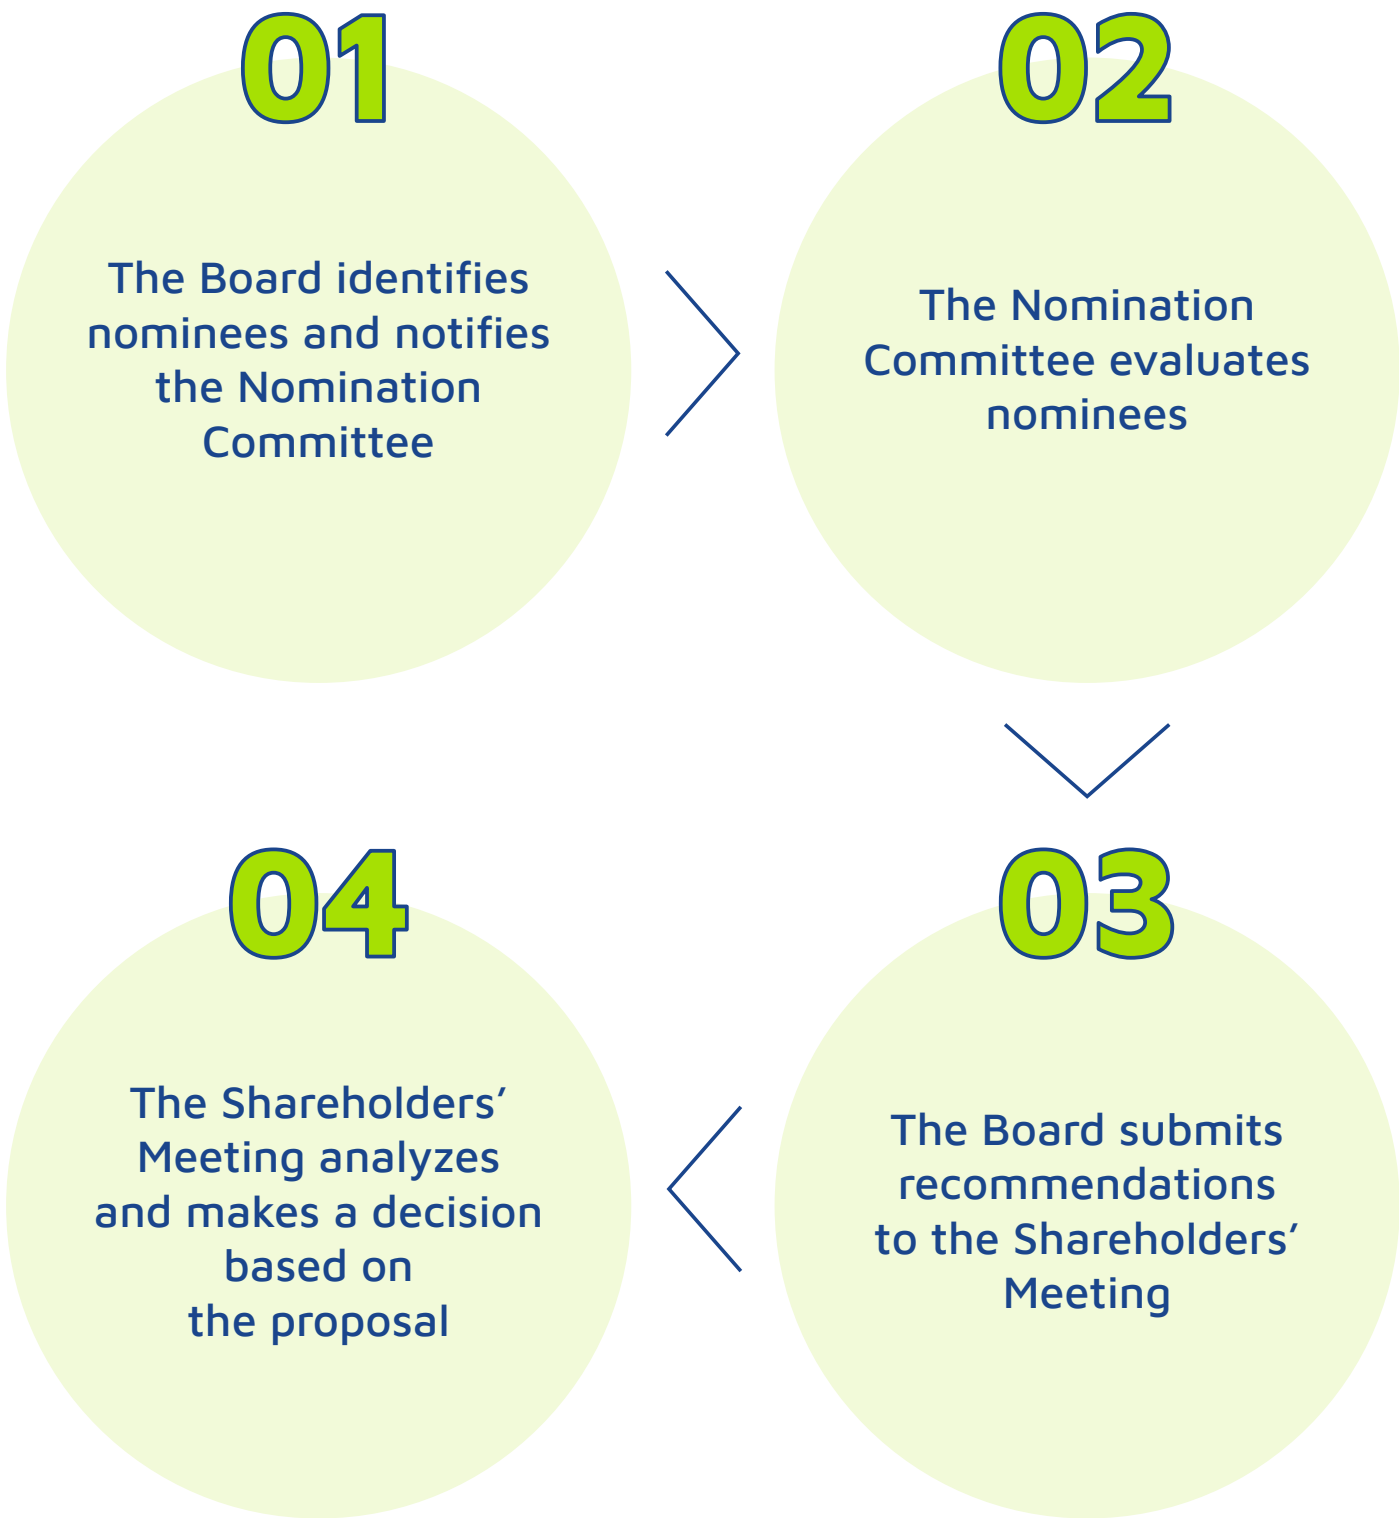 01
The Board identifies
nominees and notifies
the Nomination
Committee
02
The Nomination
Committee evaluates
nominees
03
The Board submits
recommendations
to the Shareholders’
Meeting
04
The Shareholders’
Meeting analyzes
and makes a decision
based on
the proposal